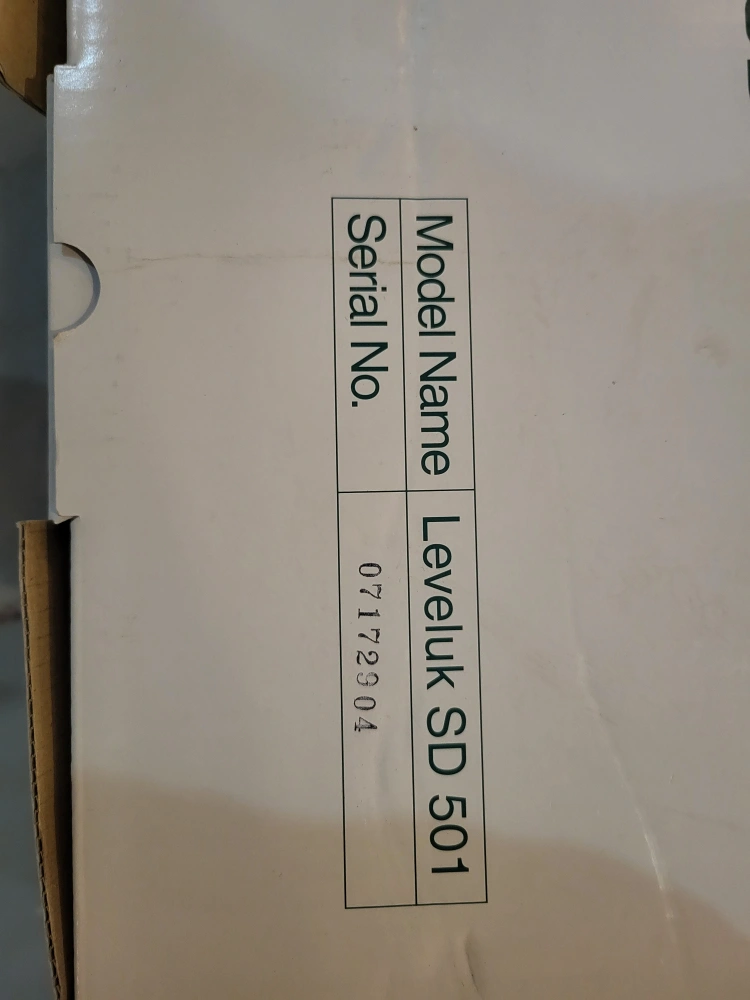 Model Name Leveluk SD 501
Serial No. 07172904